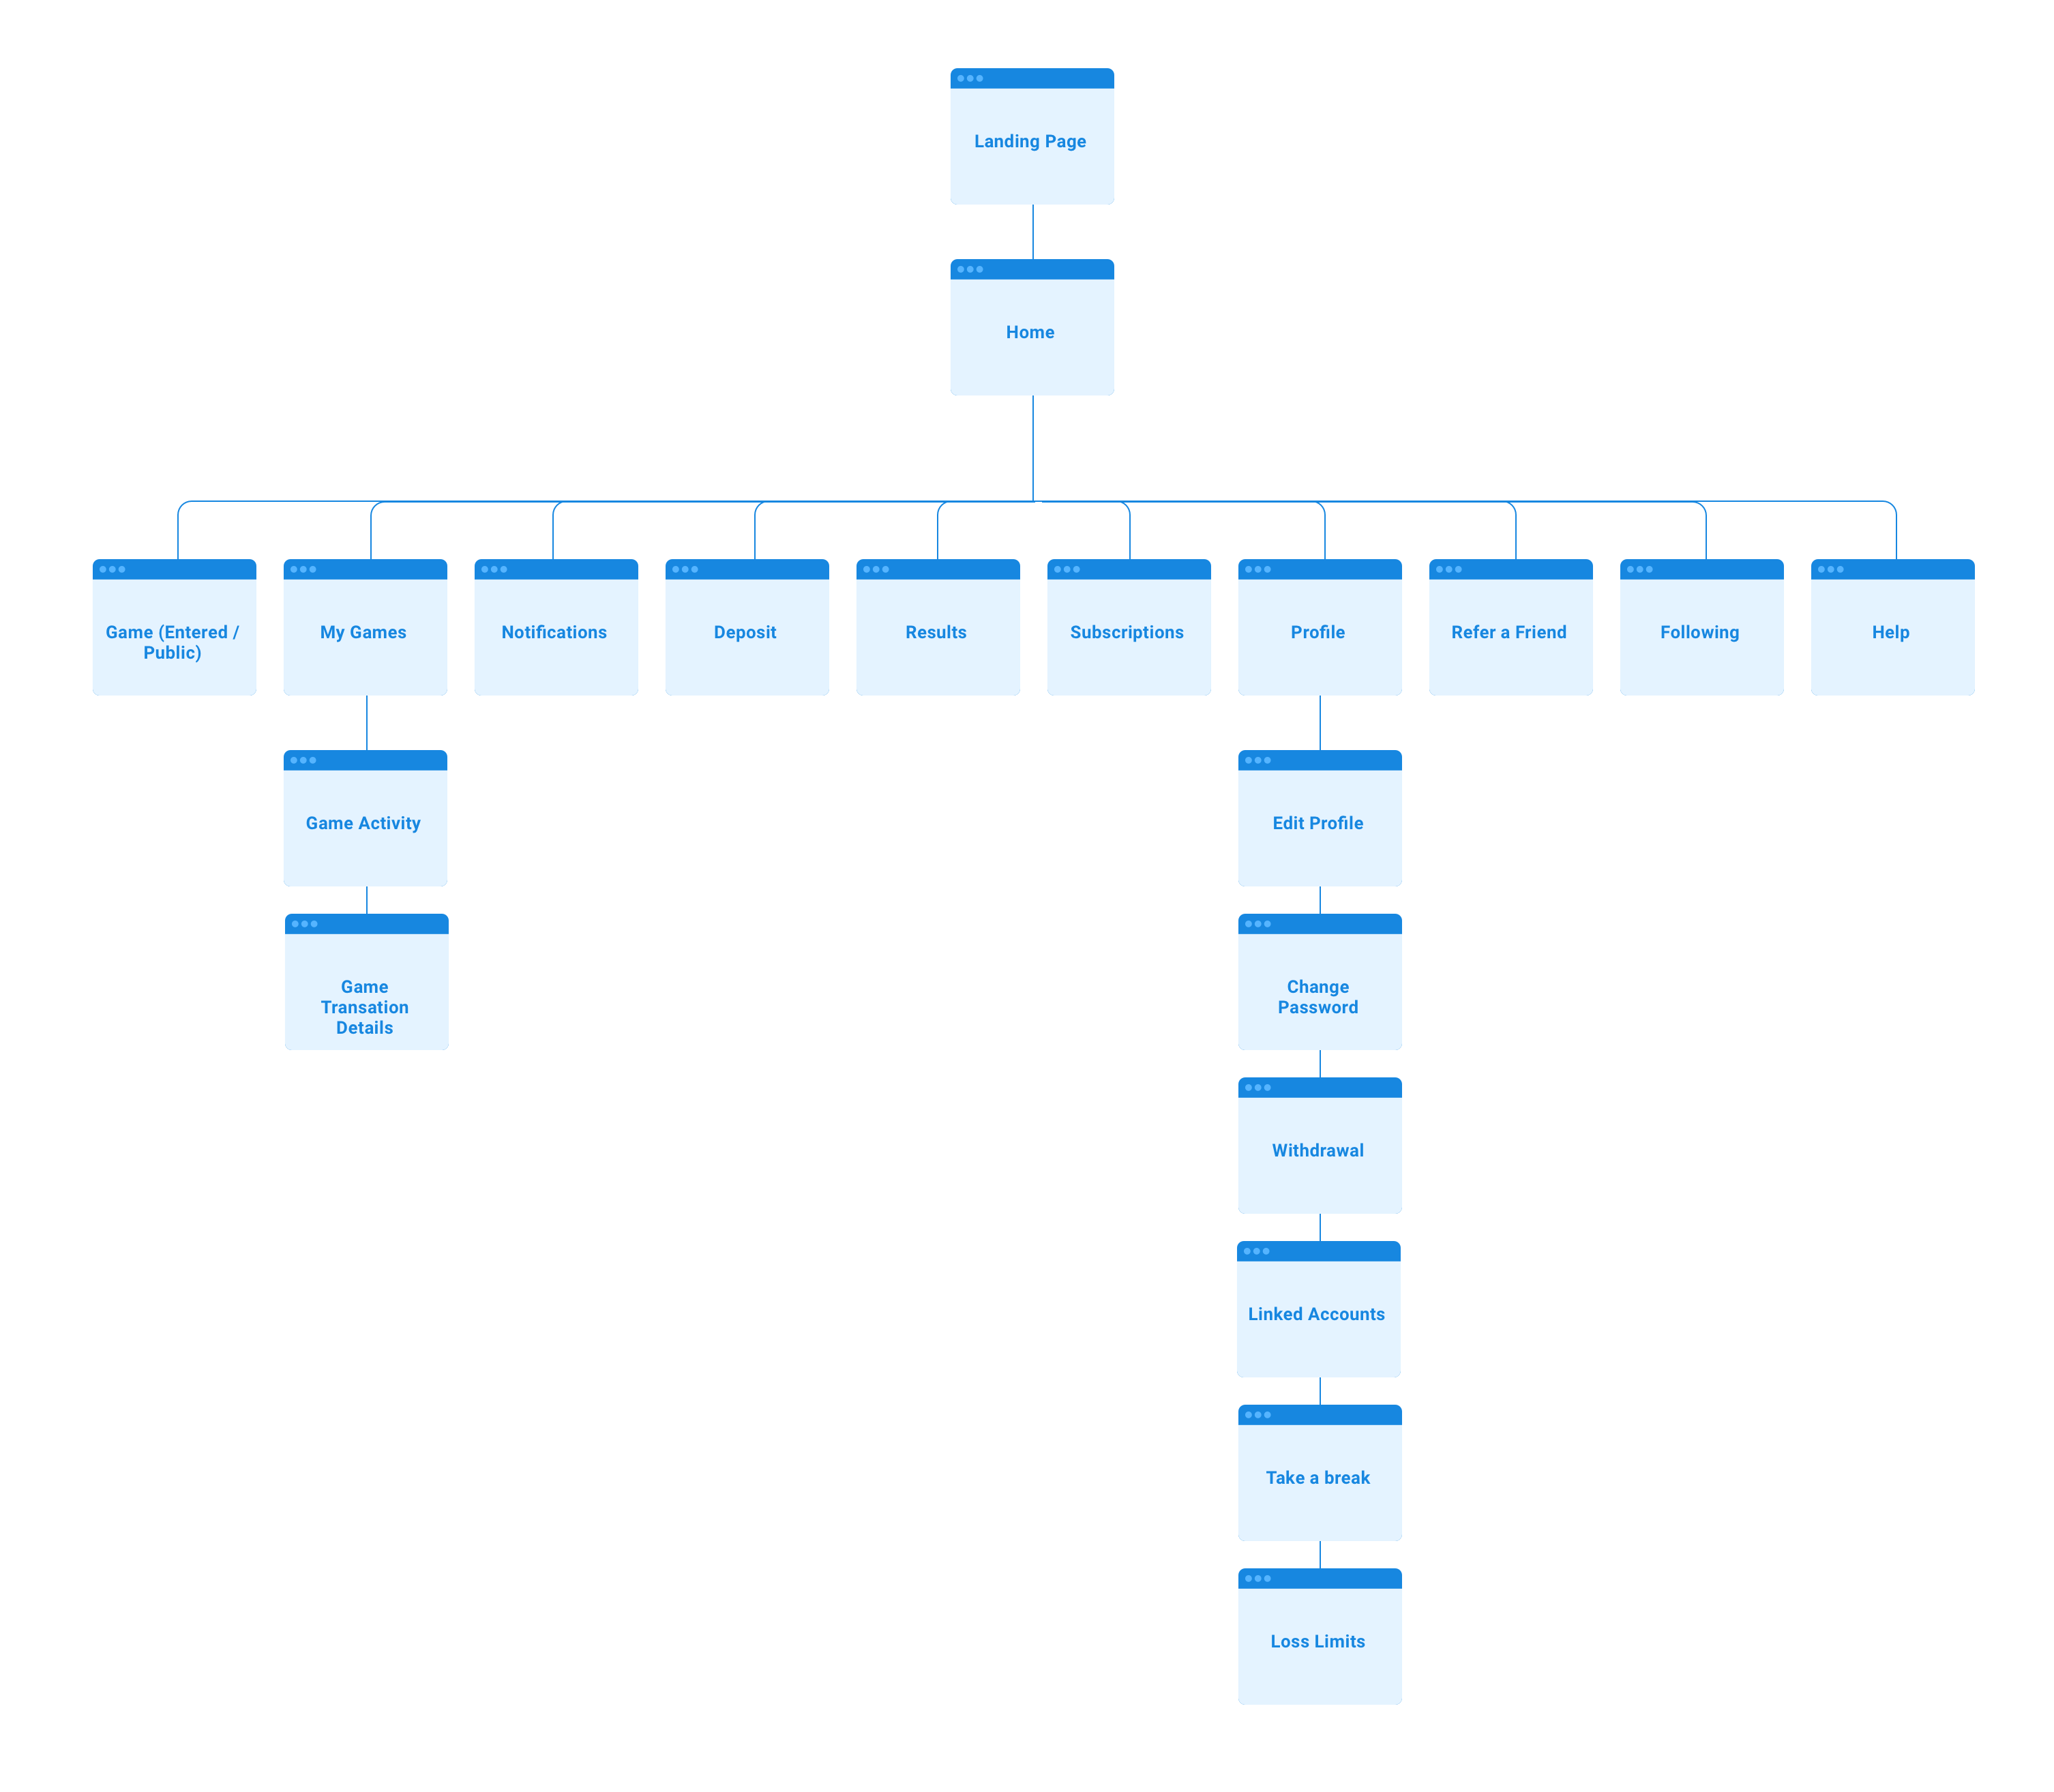 Landing Page
Home
Game (Entered /
Public)
My Games
Notifications
Deposit
Results
Subscriptions
Profile
Refer a Friend
Following
Help
Game Activity
Edit Profile
Game
Transation
Details
Change
Password
Withdrawal
Linked Accounts
Take a break
Loss Limits